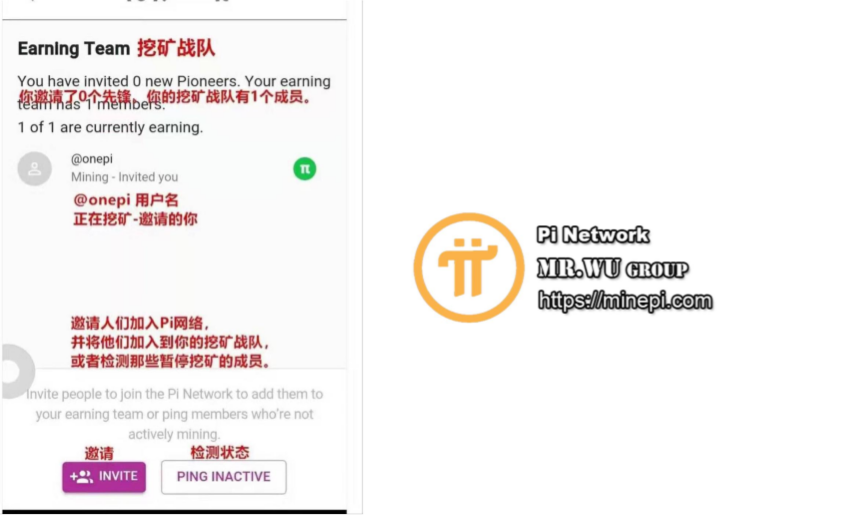 Earning Team 挖矿战队
You have invited 0 new Pioneers. Your earning
你邀请了0个先锋。你的挖矿战队有1个成员。
team has 1 members.
1 of 1 are currently earning.
@onepi
Mining - Invited you
π
@onepi 用户名
正在挖矿-邀请的你
邀请人们加入Pi网络，
并将他们加入到你的挖矿战队，
或者检测那些暂停挖矿的成员。
Invite people to join the Pi Network to add them to
your earning team or ping members who're not
actively mining.
邀请
检测状态
INVITE
PING INACTIVE
Pi Network
MR.WU GROUP
https://minepi.com